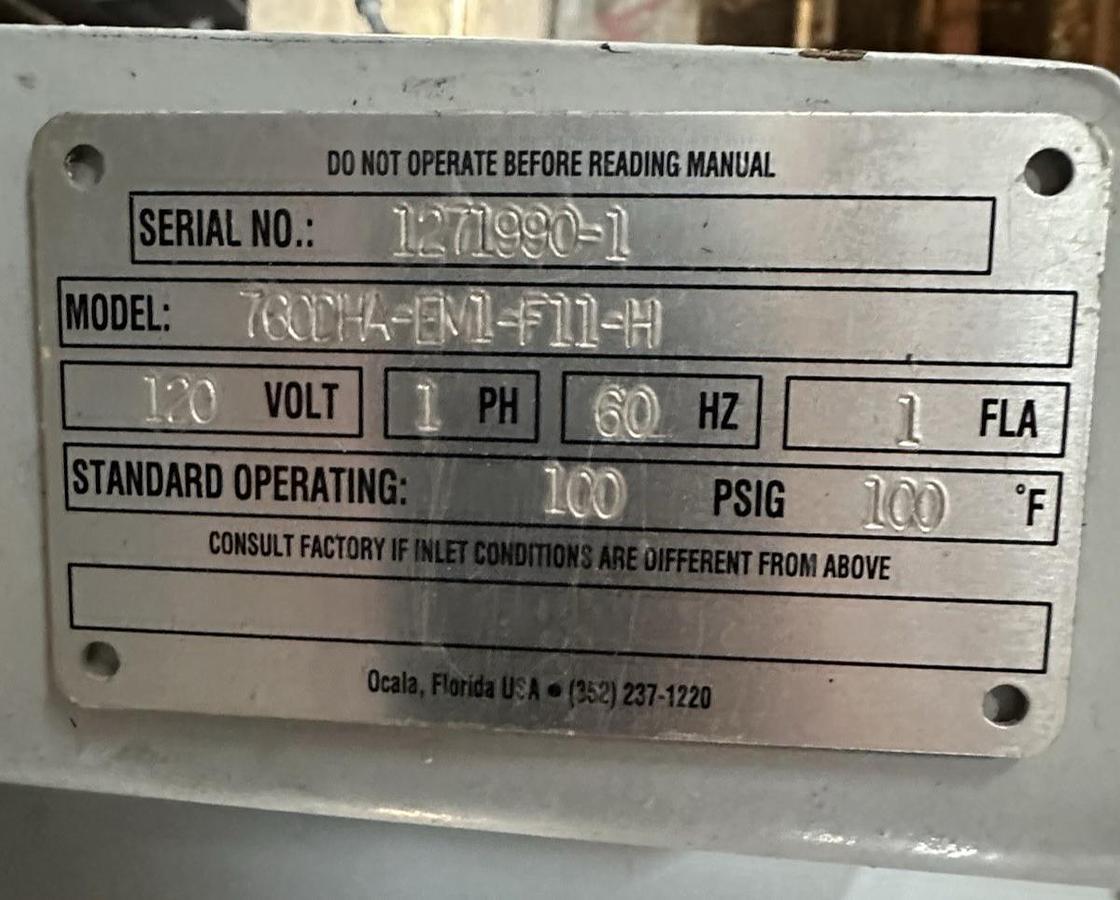 DO NOT OPERATE BEFORE READING MANUAL
SERIAL NO.: 1271990-1
MODEL: 760DHA-EM1-F11-H
120 VOLT 1 PH 60 HZ 1 FLA
STANDARD OPERATING: 100 PSIG 100 °F
CONSULT FACTORY IF INLET CONDITIONS ARE DIFFERENT FROM ABOVE
Ocala, Florida USA • (352) 237-1220